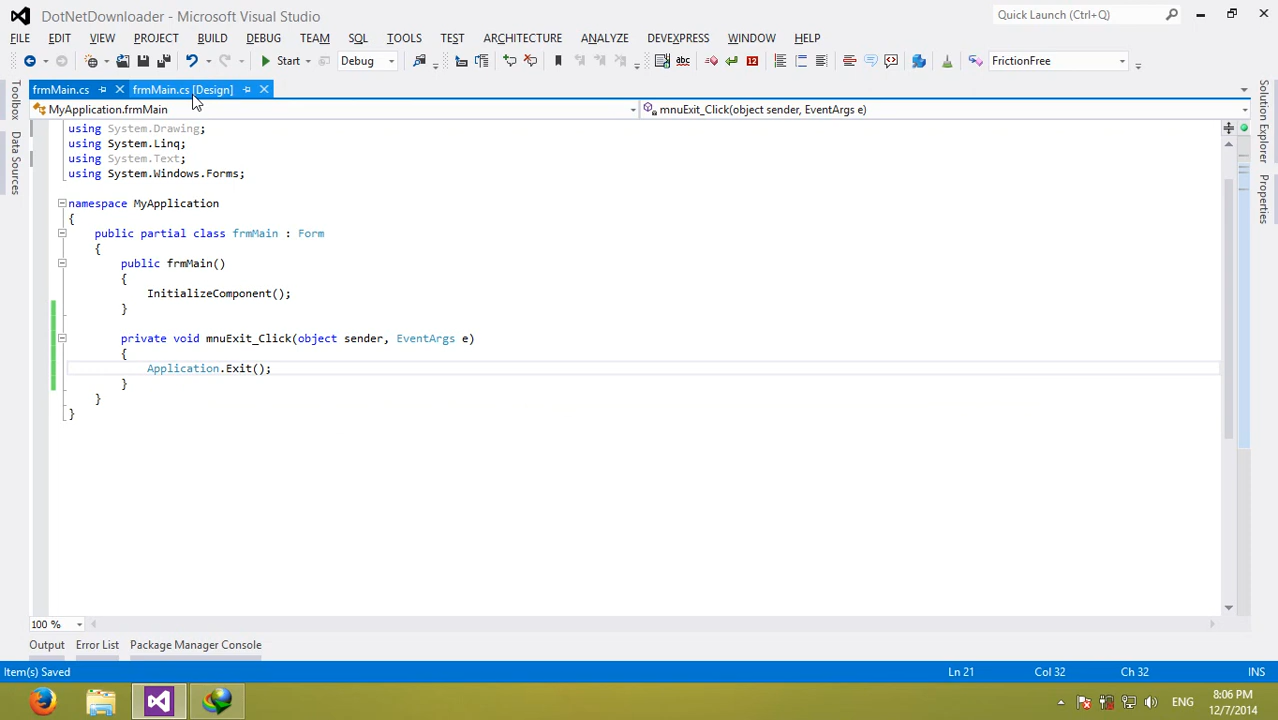 DotNetDownloader - Microsoft Visual Studio
Quick Launch (Ctrl+Q)
FILE EDIT VIEW PROJECT BUILD DEBUG TEAM SQL TOOLS TEST ARCHITECTURE ANALYZE DEVEXPRESS WINDOW HELP
Start Debug abc 12 FrictionFree
frmMain.cs frmMain.cs [Design]
MyApplication.frmMain mnuExit_Click(object sender, EventArgs e)
Toolbox
Data Sources
Solution Explorer
Properties
using System.Drawing;
using System.Linq;
using System.Text;
using System.Windows.Forms;
namespace MyApplication
{
public partial class frmMain : Form
{
public frmMain()
{
InitializeComponent();
}
private void mnuExit_Click(object sender, EventArgs e)
{
Application.Exit();
}
}
}
100 %
Output Error List Package Manager Console
Item(s) Saved Ln 21 Col 32 Ch 32 INS
ENG
8:06 PM
12/7/2014